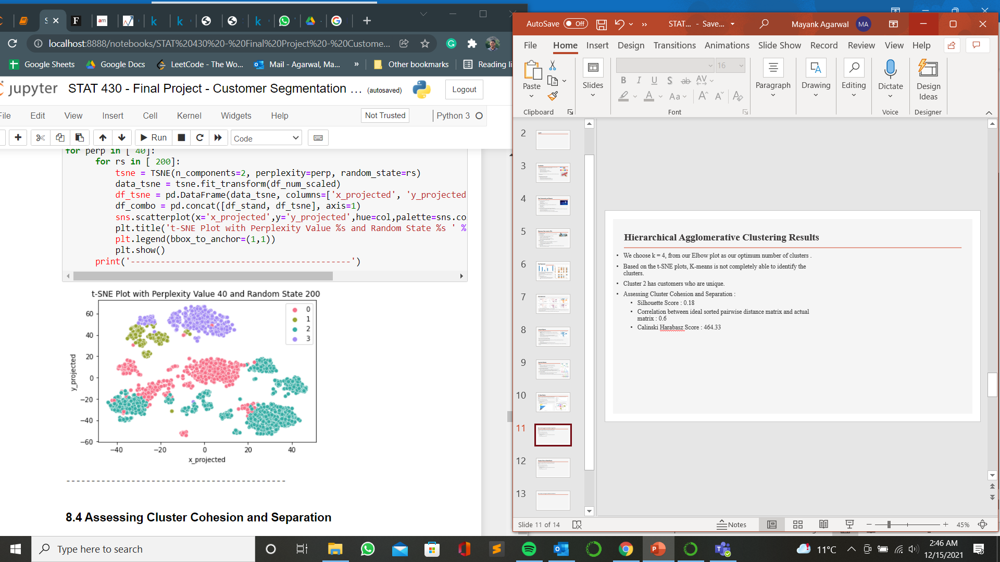 localhost:8888/notebooks/STAT%20430%20-%20Final%20Project%20-%20Custome...
Google Sheets
Google Docs
LeetCode - The Wo...
Mail - Agarwal, Ma...
»
Other bookmarks
Reading li
jupyter
STAT 430 - Final Project - Customer Segmentation ...
(autosaved)
Logout
File Edit View Insert Cell Kernel Widgets Help
Not Trusted
Python 3
Run
Code
for perp in [ 40]:
for rs in [ 200]:
tsne = TSNE(n_components=2, perplexity=perp, random_state=rs)
data_tsne = tsne.fit_transform(df_num_scaled)
df_tsne = pd.DataFrame(data_tsne, columns=['x_projected', 'y_projected
df_combo = pd.concat([df_stand, df_tsne], axis=1)
sns.scatterplot(x='x_projected',y='y_projected',hue=col,palette=sns.co
plt.title('t-SNE Plot with Perplexity Value %s and Random State %s ' %
plt.legend(bbox_to_anchor=(1,1))
plt.show()
print('--------------------------------------------')
t-SNE Plot with Perplexity Value 40 and Random State 200
0
1
2
3
60
40
20
0
−20
−40
−60
y_projected
−40 −20 0 20 40
x_projected
--------------------------------------------
8.4 Assessing Cluster Cohesion and Separation
AutoSave Off
STAT... - Save...
Mayank Agarwal
MA
File Home Insert Design Transitions Animations Slide Show Record Review View Help
Paste
Clipboard
Slides
16
B I U S ab AV
A Aa A A
Font
Paragraph
Drawing
Editing
Dictate
Voice
Design
Ideas
Designer
2
3
4
5
6
7
8
9
10
11
12
13
Hierarchical Agglomerative Clustering Results
• We choose k = 4, from our Elbow plot as our optimum number of clusters .
• Based on the t-SNE plots, K-means is not completely able to identify the
clusters.
• Cluster 2 has customers who are unique.
• Assessing Cluster Cohesion and Separation :
• Silhouette Score : 0.18
• Correlation between ideal sorted pairwise distance matrix and actual
matrix : 0.6
• Calinski Harabasz Score : 464.33
Slide 11 of 14
Notes
45%
Type here to search
11°C
2:46 AM
12/15/2021